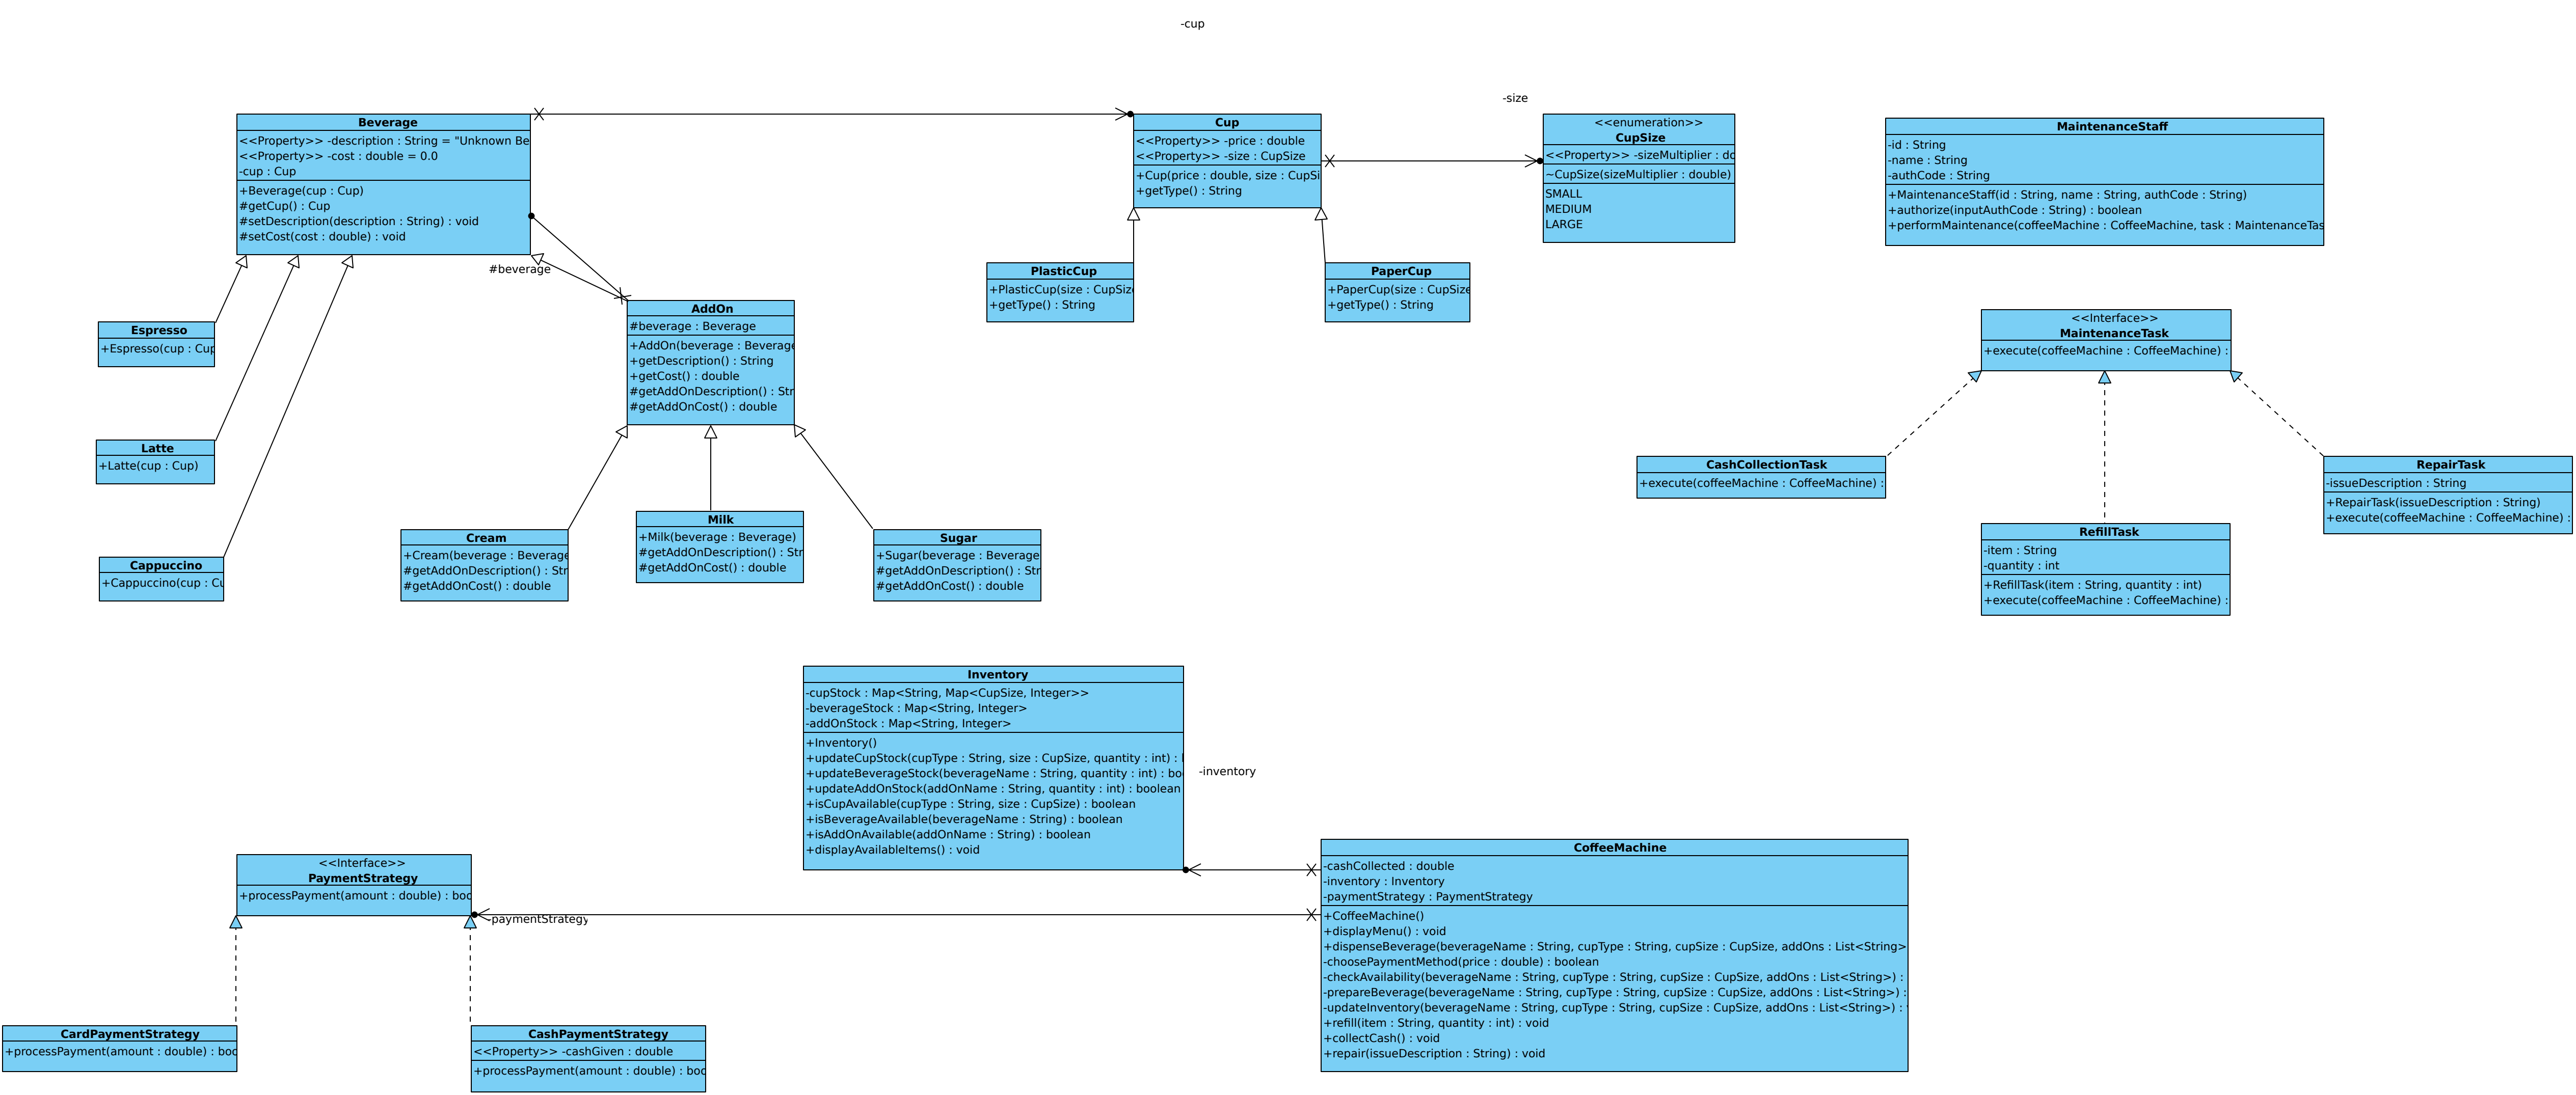 -cup
-size
Beverage
<<Property>> -description : String = "Unknown Be
<<Property>> -cost : double = 0.0
-cup : Cup
+Beverage(cup : Cup)
#getCup() : Cup
#setDescription(description : String) : void
#setCost(cost : double) : void
Cup
<<Property>> -price : double
<<Property>> -size : CupSize
+Cup(price : double, size : CupSi
+getType() : String
<<enumeration>>
CupSize
<<Property>> -sizeMultiplier : do
~CupSize(sizeMultiplier : double)
SMALL
MEDIUM
LARGE
MaintenanceStaff
-id : String
-name : String
-authCode : String
+MaintenanceStaff(id : String, name : String, authCode : String)
+authorize(inputAuthCode : String) : boolean
+performMaintenance(coffeeMachine : CoffeeMachine, task : MaintenanceTas
#beverage
PlasticCup
+PlasticCup(size : CupSize
+getType() : String
PaperCup
+PaperCup(size : CupSize
+getType() : String
Espresso
+Espresso(cup : Cup
AddOn
#beverage : Beverage
+AddOn(beverage : Beverage
+getDescription() : String
+getCost() : double
#getAddOnDescription() : Str
#getAddOnCost() : double
<<Interface>>
MaintenanceTask
+execute(coffeeMachine : CoffeeMachine) :
Latte
+Latte(cup : Cup)
CashCollectionTask
+execute(coffeeMachine : CoffeeMachine) :
RepairTask
-issueDescription : String
+RepairTask(issueDescription : String)
+execute(coffeeMachine : CoffeeMachine) :
Cappuccino
+Cappuccino(cup : Cu
Cream
+Cream(beverage : Beverage
#getAddOnDescription() : Str
#getAddOnCost() : double
Milk
+Milk(beverage : Beverage)
#getAddOnDescription() : Str
#getAddOnCost() : double
Sugar
+Sugar(beverage : Beverage
#getAddOnDescription() : Str
#getAddOnCost() : double
RefillTask
-item : String
-quantity : int
+RefillTask(item : String, quantity : int)
+execute(coffeeMachine : CoffeeMachine) :
Inventory
-cupStock : Map<String, Map<CupSize, Integer>>
-beverageStock : Map<String, Integer>
-addOnStock : Map<String, Integer>
+Inventory()
+updateCupStock(cupType : String, size : CupSize, quantity : int) :
+updateBeverageStock(beverageName : String, quantity : int) : boo
+updateAddOnStock(addOnName : String, quantity : int) : boolean
+isCupAvailable(cupType : String, size : CupSize) : boolean
+isBeverageAvailable(beverageName : String) : boolean
+isAddOnAvailable(addOnName : String) : boolean
+displayAvailableItems() : void
-inventory
<<Interface>>
PaymentStrategy
+processPayment(amount : double) : boo
-paymentStrategy
CoffeeMachine
-cashCollected : double
-inventory : Inventory
-paymentStrategy : PaymentStrategy
+CoffeeMachine()
+displayMenu() : void
+dispenseBeverage(beverageName : String, cupType : String, cupSize : CupSize, addOns : List<String>
-choosePaymentMethod(price : double) : boolean
-checkAvailability(beverageName : String, cupType : String, cupSize : CupSize, addOns : List<String>) :
-prepareBeverage(beverageName : String, cupType : String, cupSize : CupSize, addOns : List<String>) :
-updateInventory(beverageName : String, cupType : String, cupSize : CupSize, addOns : List<String>) :
+refill(item : String, quantity : int) : void
+collectCash() : void
+repair(issueDescription : String) : void
CardPaymentStrategy
+processPayment(amount : double) : boo
CashPaymentStrategy
<<Property>> -cashGiven : double
+processPayment(amount : double) : boo